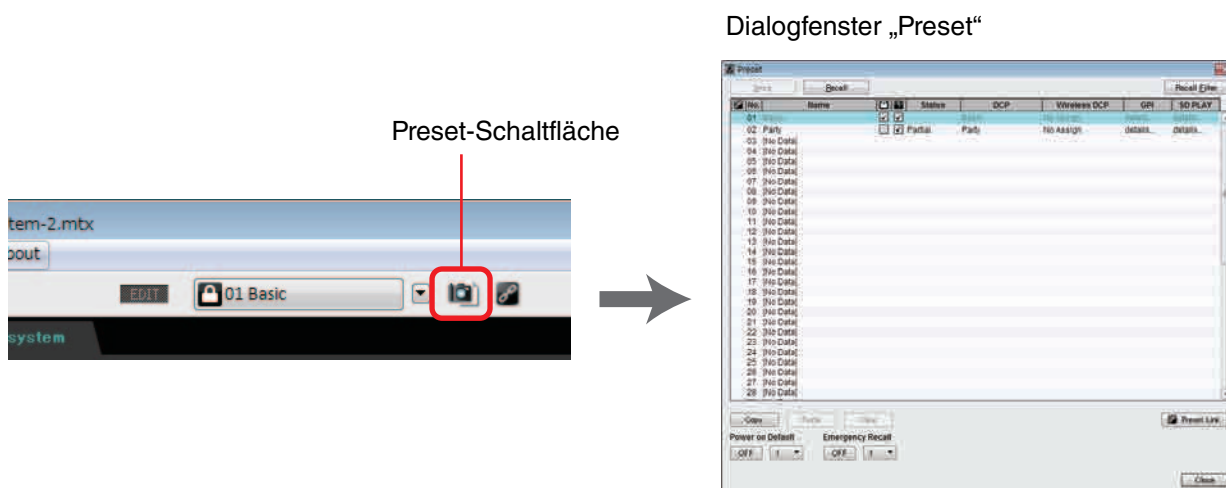 Dialogfenster „Preset“
Preset-Schaltfläche
tem-2.mtx
bout
EDIT
01 Basic
system
Preset
Store Recall Recall Filter
No. Name Status DCP Wireless DCP GPI SD PLAY
01
02 Party Partial Party No Assign details... details...
03 [No Data]
04 [No Data]
05 [No Data]
06 [No Data]
07 [No Data]
08 [No Data]
09 [No Data]
10 [No Data]
11 [No Data]
12 [No Data]
13 [No Data]
14 [No Data]
15 [No Data]
16 [No Data]
17 [No Data]
18 [No Data]
19 [No Data]
20 [No Data]
21 [No Data]
22 [No Data]
23 [No Data]
24 [No Data]
25 [No Data]
26 [No Data]
27 [No Data]
28 [No Data]
Copy Paste Clear Preset Link
Power on Default Emergency Recall
OFF 1 OFF 1
Close